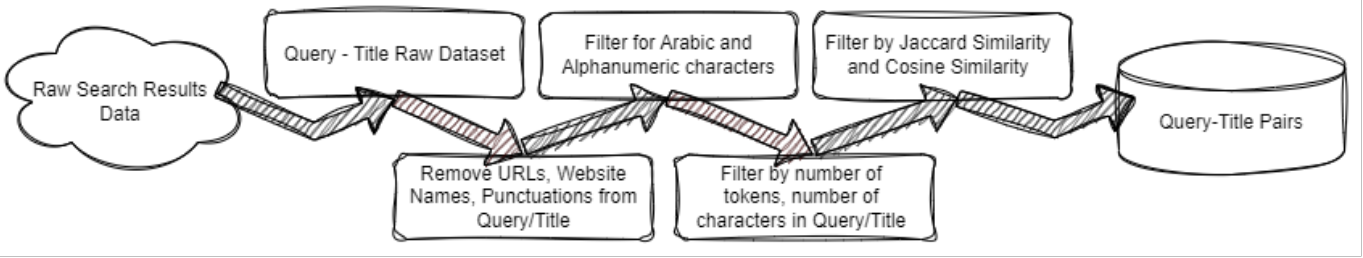 Raw Search Results
Data
Query - Title Raw Dataset
Remove URLs, Website
Names, Punctuations from
Query/Title
Filter for Arabic and
Alphanumeric characters
Filter by number of
tokens, number of
characters in Query/Title
Filter by Jaccard Similarity
and Cosine Similarity
Query-Title Pairs